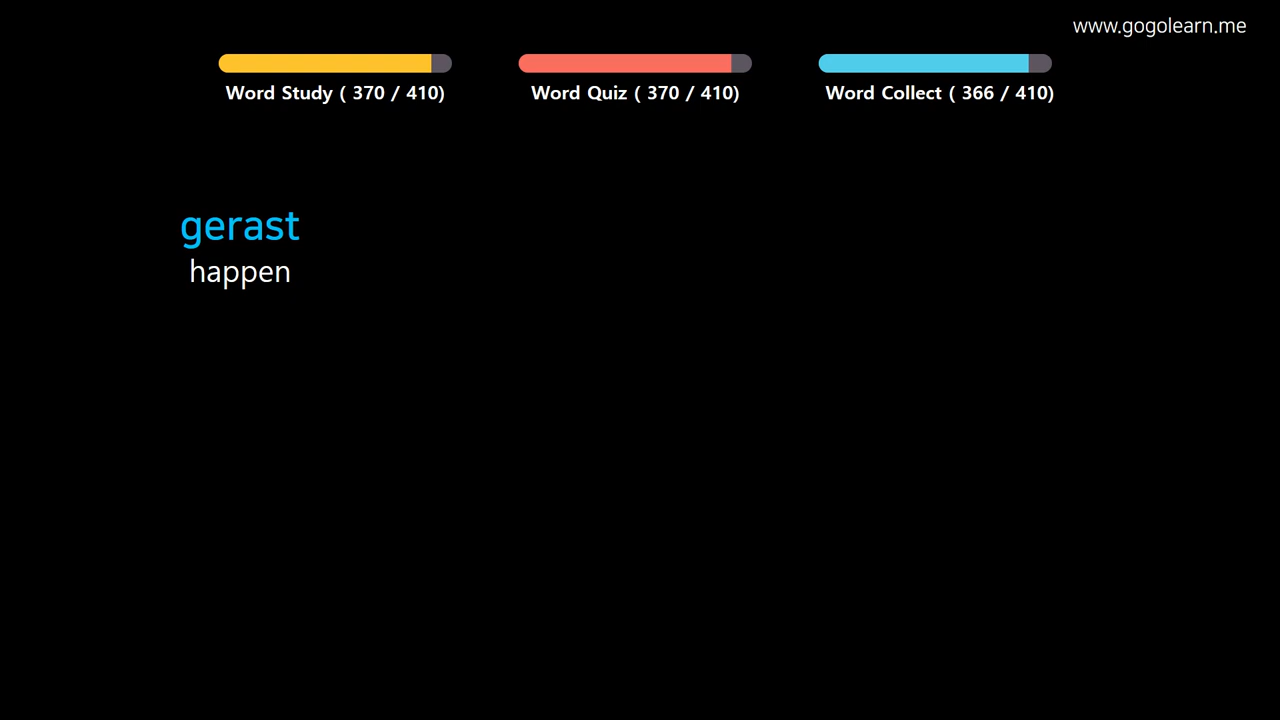 www.gogolearn.me
Word Study ( 370 / 410)
Word Quiz ( 370 / 410)
Word Collect ( 366 / 410)
gerast
happen